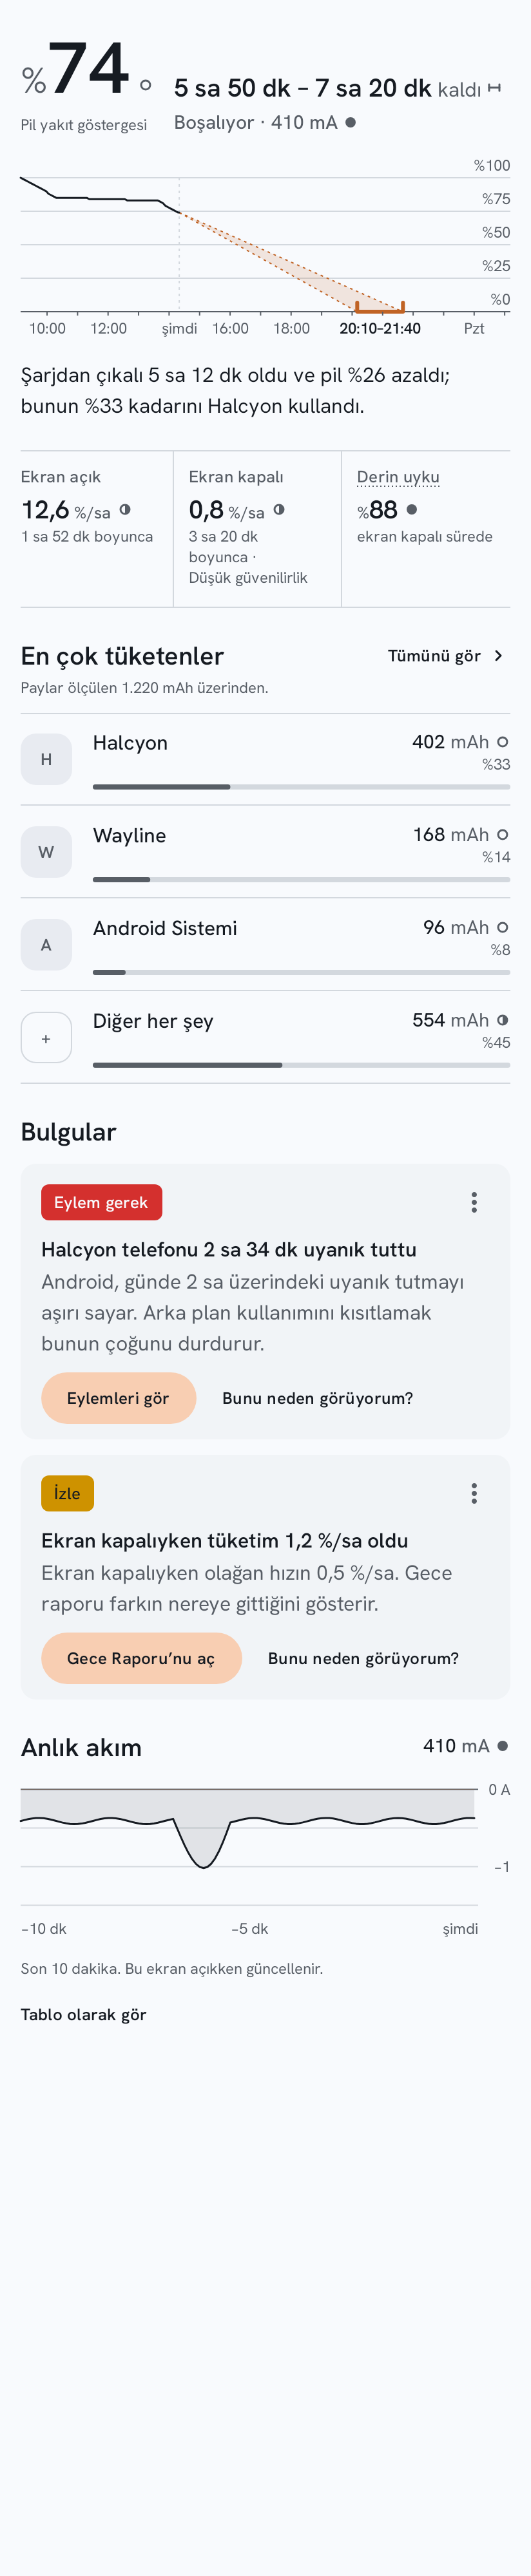 %74
Pil yakıt göstergesi
5 sa 50 dk – 7 sa 20 dk kaldı
Boşalıyor · 410 mA
%100
%75
%50
%25
%0
10:00 12:00 şimdi 16:00 18:00 20:10–21:40 Pzt
Şarjdan çıkalı 5 sa 12 dk oldu ve pil %26 azaldı;
bunun %33 kadarını Halcyon kullandı.
Ekran açık
12,6 %/sa
1 sa 52 dk boyunca
Ekran kapalı
0,8 %/sa
3 sa 20 dk
boyunca ·
Düşük güvenilirlik
Derin uyku
%88
ekran kapalı sürede
En çok tüketenler
Tümünü gör
Paylar ölçülen 1.220 mAh üzerinden.
H
Halcyon
402 mAh
%33
W
Wayline
168 mAh
%14
A
Android Sistemi
96 mAh
%8
+
Diğer her şey
554 mAh
%45
Bulgular
Eylem gerek
Halcyon telefonu 2 sa 34 dk uyanık tuttu
Android, günde 2 sa üzerindeki uyanık tutmayı
aşırı sayar. Arka plan kullanımını kısıtlamak
bunun çoğunu durdurur.
Eylemleri gör
Bunu neden görüyorum?
İzle
Ekran kapalıyken tüketim 1,2 %/sa oldu
Ekran kapalıyken olağan hızın 0,5 %/sa. Gece
raporu farkın nereye gittiğini gösterir.
Gece Raporu’nu aç
Bunu neden görüyorum?
Anlık akım
410 mA
0 A
−1
−10 dk −5 dk şimdi
Son 10 dakika. Bu ekran açıkken güncellenir.
Tablo olarak gör